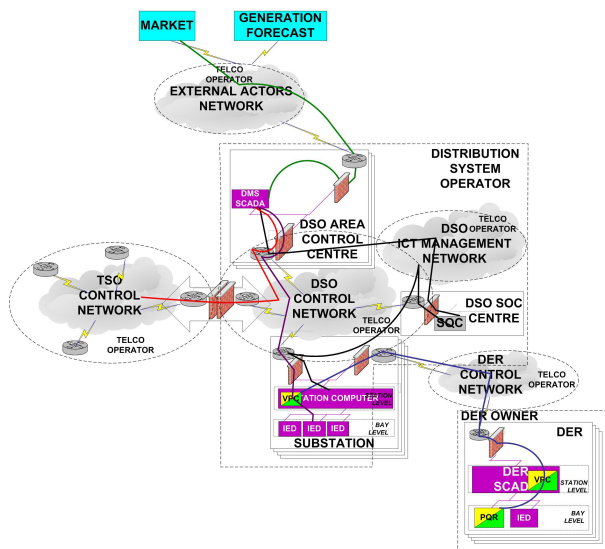 MARKET
GENERATION
FORECAST
TELCO
OPERATOR
EXTERNAL ACTORS
NETWORK
DISTRIBUTION
SYSTEM
OPERATOR
DMS
SCADA
DSO AREA
CONTROL
CENTRE
TELCO
OPERATOR
DSO
ICT MANAGEMENT
NETWORK
TSO
CONTROL
NETWORK
TELCO
OPERATOR
DSO
CONTROL
NETWORK
TELCO
OPERATOR
DSO SOC
CENTRE
SOC
DER
CONTROL
NETWORK
TELCO
OPERATOR
VPC
STATION COMPUTER
STATION
LEVEL
IED
IED
IED
BAY
LEVEL
SUBSTATION
DER OWNER
DER
DER
SCAD
VPC
STATION
LEVEL
PQR
IED
BAY
LEVEL